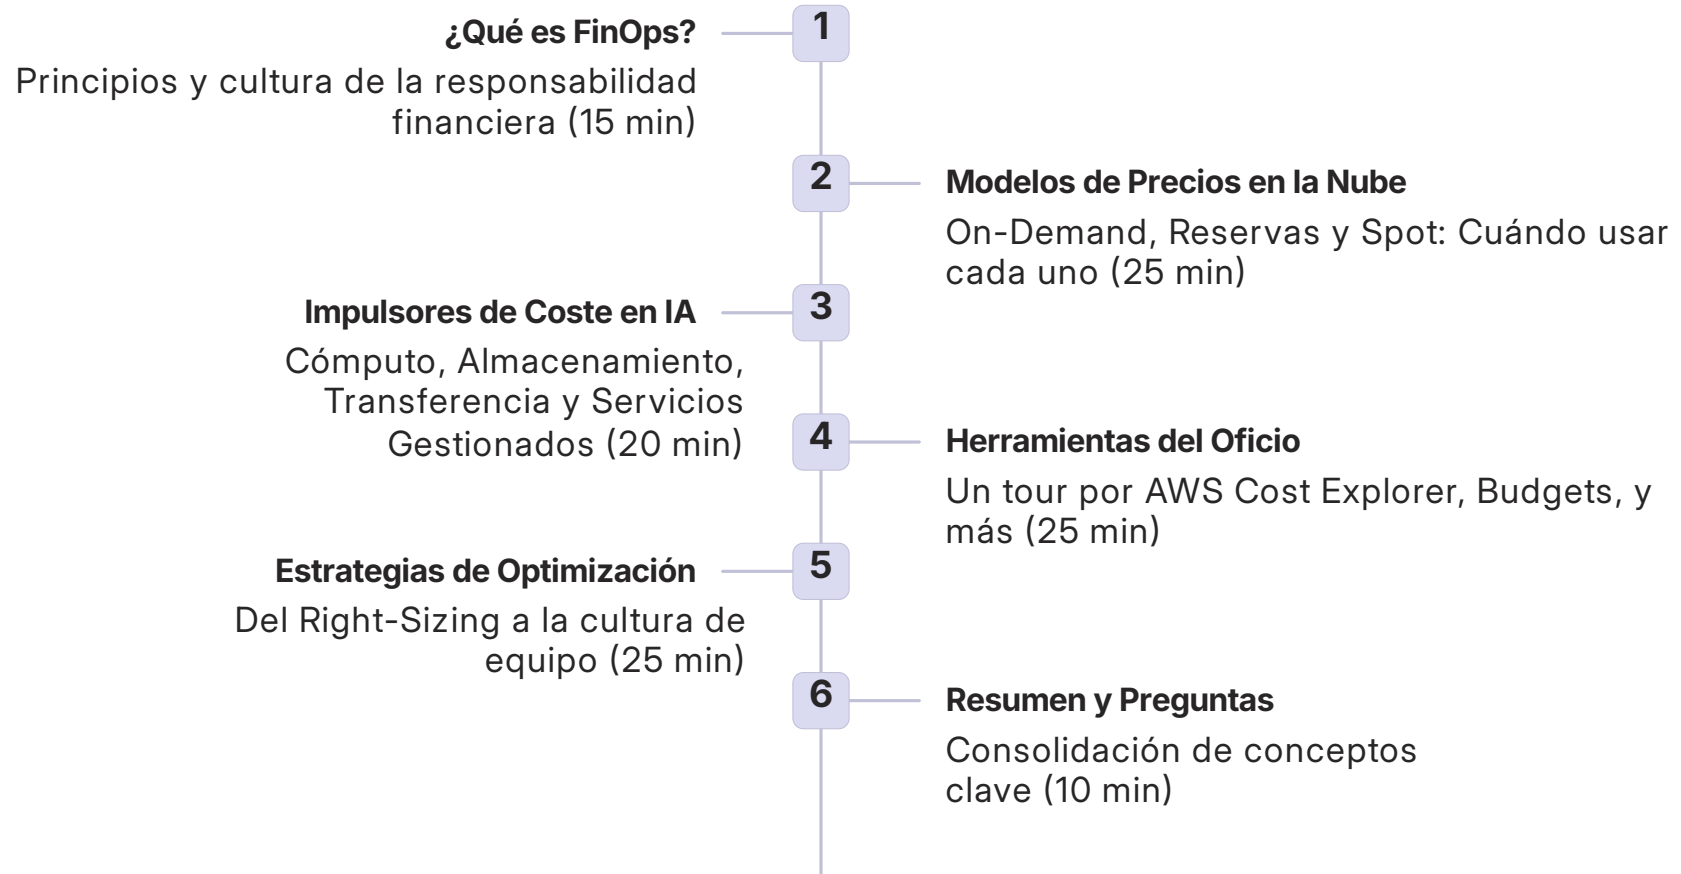 1
¿Qué es FinOps?
Principios y cultura de la responsabilidad
financiera (15 min)
2
Modelos de Precios en la Nube
On-Demand, Reservas y Spot: Cuándo usar
cada uno (25 min)
3
Impulsores de Coste en IA
Cómputo, Almacenamiento,
Transferencia y Servicios
Gestionados (20 min)
4
Herramientas del Oficio
Un tour por AWS Cost Explorer, Budgets, y
más (25 min)
5
Estrategias de Optimización
Del Right-Sizing a la cultura de
equipo (25 min)
6
Resumen y Preguntas
Consolidación de conceptos
clave (10 min)